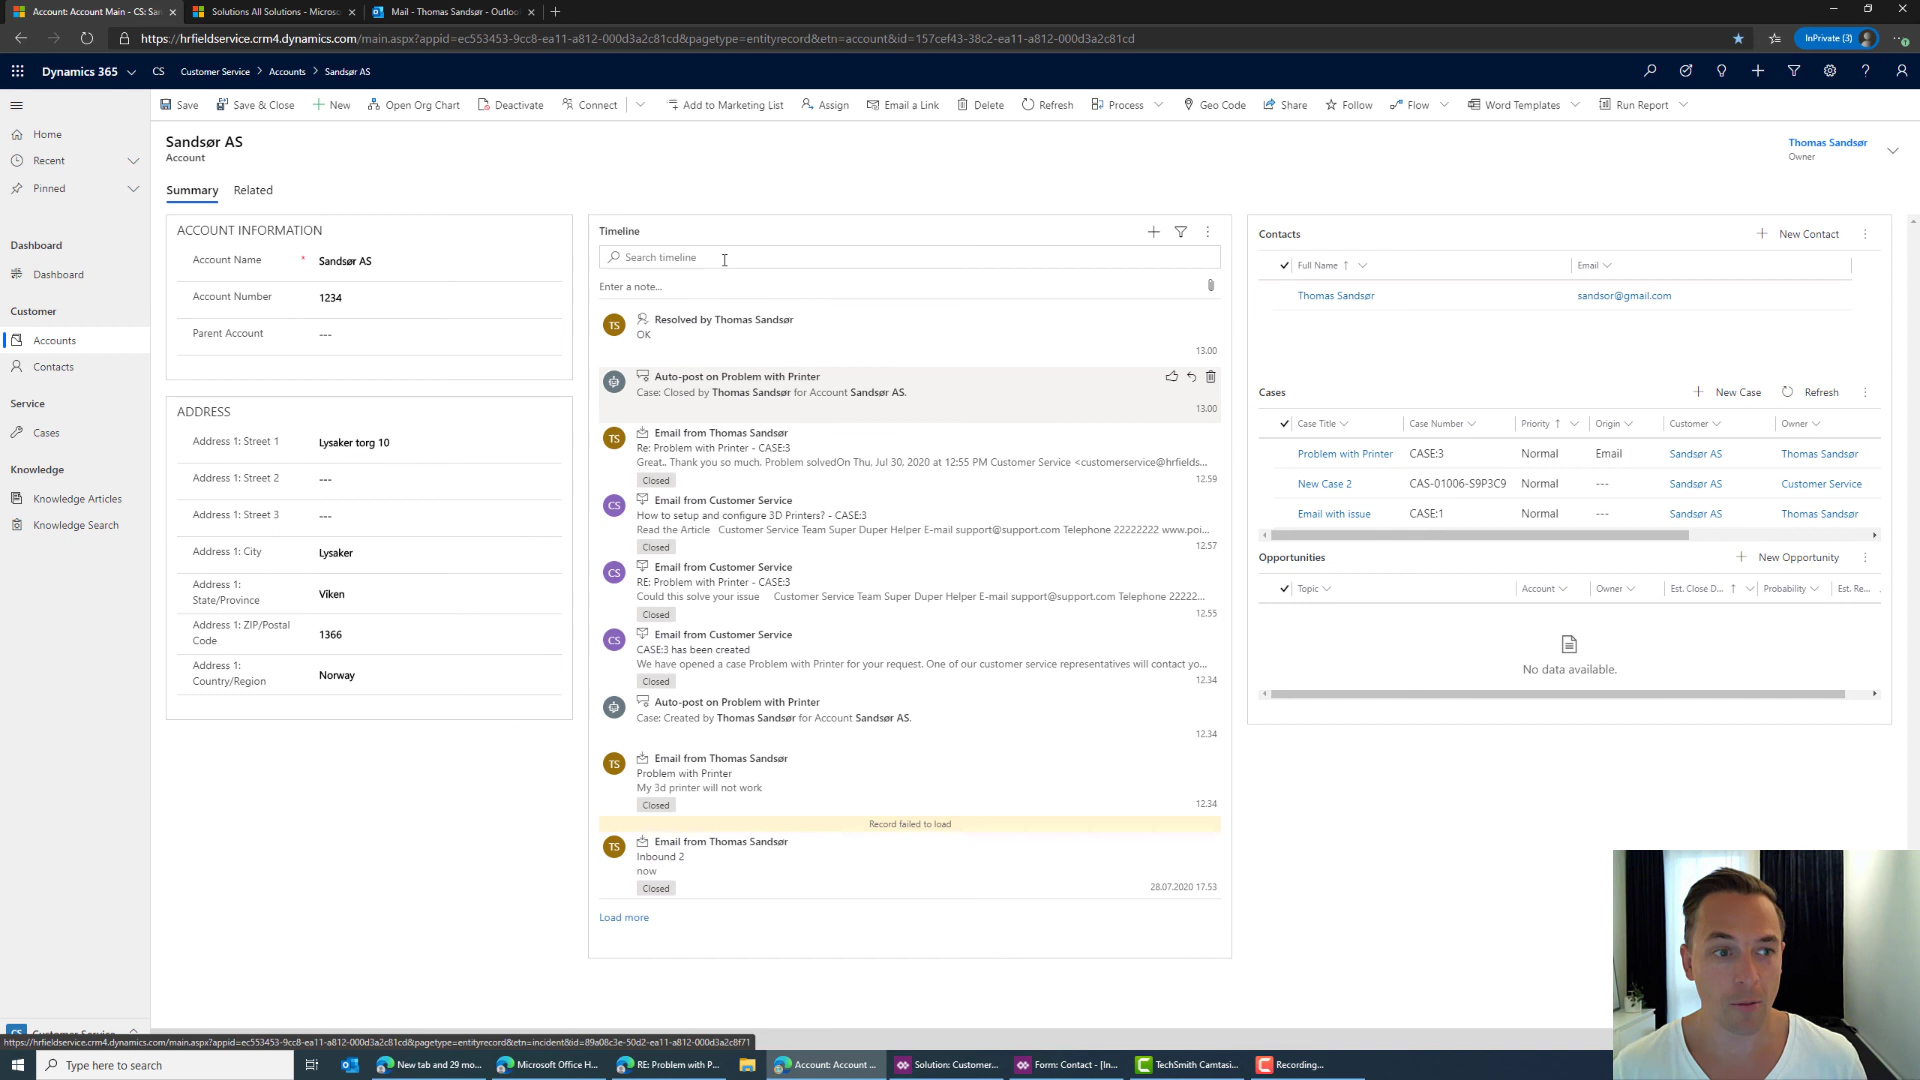 Account: Account Main - CS: San
Solutions All Solutions - Microso
Mail - Thomas Sandsør - Outloo
https://hrfieldservice.crm4.dynamics.com/main.aspx?appid=ec553453-9cc8-ea11-a812-000d3a2c81cd&pagetype=entityrecord&etn=account&id=157cef43-38c2-ea11-a812-000d3a2c81cd
InPrivate (3)
Dynamics 365
CS
Customer Service > Accounts > Sandsør AS
Save
Save & Close
New
Open Org Chart
Deactivate
Connect
Add to Marketing List
Assign
Email a Link
Delete
Refresh
Process
Geo Code
Share
Follow
Flow
Word Templates
Run Report
Home
Recent
Pinned
Dashboard
Dashboard
Customer
Accounts
Contacts
Service
Cases
Knowledge
Knowledge Articles
Knowledge Search
Sandsør AS
Account
Thomas Sandsør
Owner
Summary
Related
ACCOUNT INFORMATION
Account Name * Sandsør AS
Account Number 1234
Parent Account ---
ADDRESS
Address 1: Street 1 Lysaker torg 10
Address 1: Street 2 ---
Address 1: Street 3 ---
Address 1: City Lysaker
Address 1: State/Province Viken
Address 1: ZIP/Postal Code 1366
Address 1: Country/Region Norway
Timeline
Search timeline
Enter a note...
TS
Resolved by Thomas Sandsør
OK
13.00
Auto-post on Problem with Printer
Case: Closed by Thomas Sandsør for Account Sandsør AS.
13.00
TS
Email from Thomas Sandsør
Re: Problem with Printer - CASE:3
Great.. Thank you so much. Problem solvedOn Thu, Jul 30, 2020 at 12:55 PM Customer Service <customerservice@hrfields...
Closed
12.59
CS
Email from Customer Service
How to setup and configure 3D Printers? - CASE:3
Read the Article Customer Service Team Super Duper Helper E-mail support@support.com Telephone 22222222 www.poi...
Closed
12.57
CS
Email from Customer Service
RE: Problem with Printer - CASE:3
Could this solve your issue Customer Service Team Super Duper Helper E-mail support@support.com Telephone 22222...
Closed
12.55
CS
Email from Customer Service
CASE:3 has been created
We have opened a case Problem with Printer for your request. One of our customer service representatives will contact yo...
Closed
12.34
Auto-post on Problem with Printer
Case: Created by Thomas Sandsør for Account Sandsør AS.
12.34
TS
Email from Thomas Sandsør
Problem with Printer
My 3d printer will not work
Closed
12.34
Record failed to load
TS
Email from Thomas Sandsør
Inbound 2
now
Closed
28.07.2020 17.53
Load more
Contacts
New Contact
Full Name
Email
Thomas Sandsør sandsor@gmail.com
Cases
New Case
Refresh
Case Title Case Number Priority Origin Customer Owner
Problem with Printer CASE:3 Normal Email Sandsør AS Thomas Sandsør
New Case 2 CAS-01006-S9P3C9 Normal --- Sandsør AS Customer Service
Email with issue CASE:1 Normal --- Sandsør AS Thomas Sandsør
Opportunities
New Opportunity
Topic Account Owner Est. Close D... Probability Est. Re...
No data available.
CS Customer Service
https://hrfieldservice.crm4.dynamics.com/main.aspx?appid=ec553453-9cc8-ea11-a812-000d3a2c81cd&pagetype=entityrecord&etn=incident&id=89a08c3e-50d2-ea11-a812-000d3a2c8f71
Type here to search
New tab and 29 mo...
Microsoft Office H...
RE: Problem with P...
Account: Account ...
Solution: Customer...
Form: Contact - [In...
TechSmith Camtasi...
Recording...